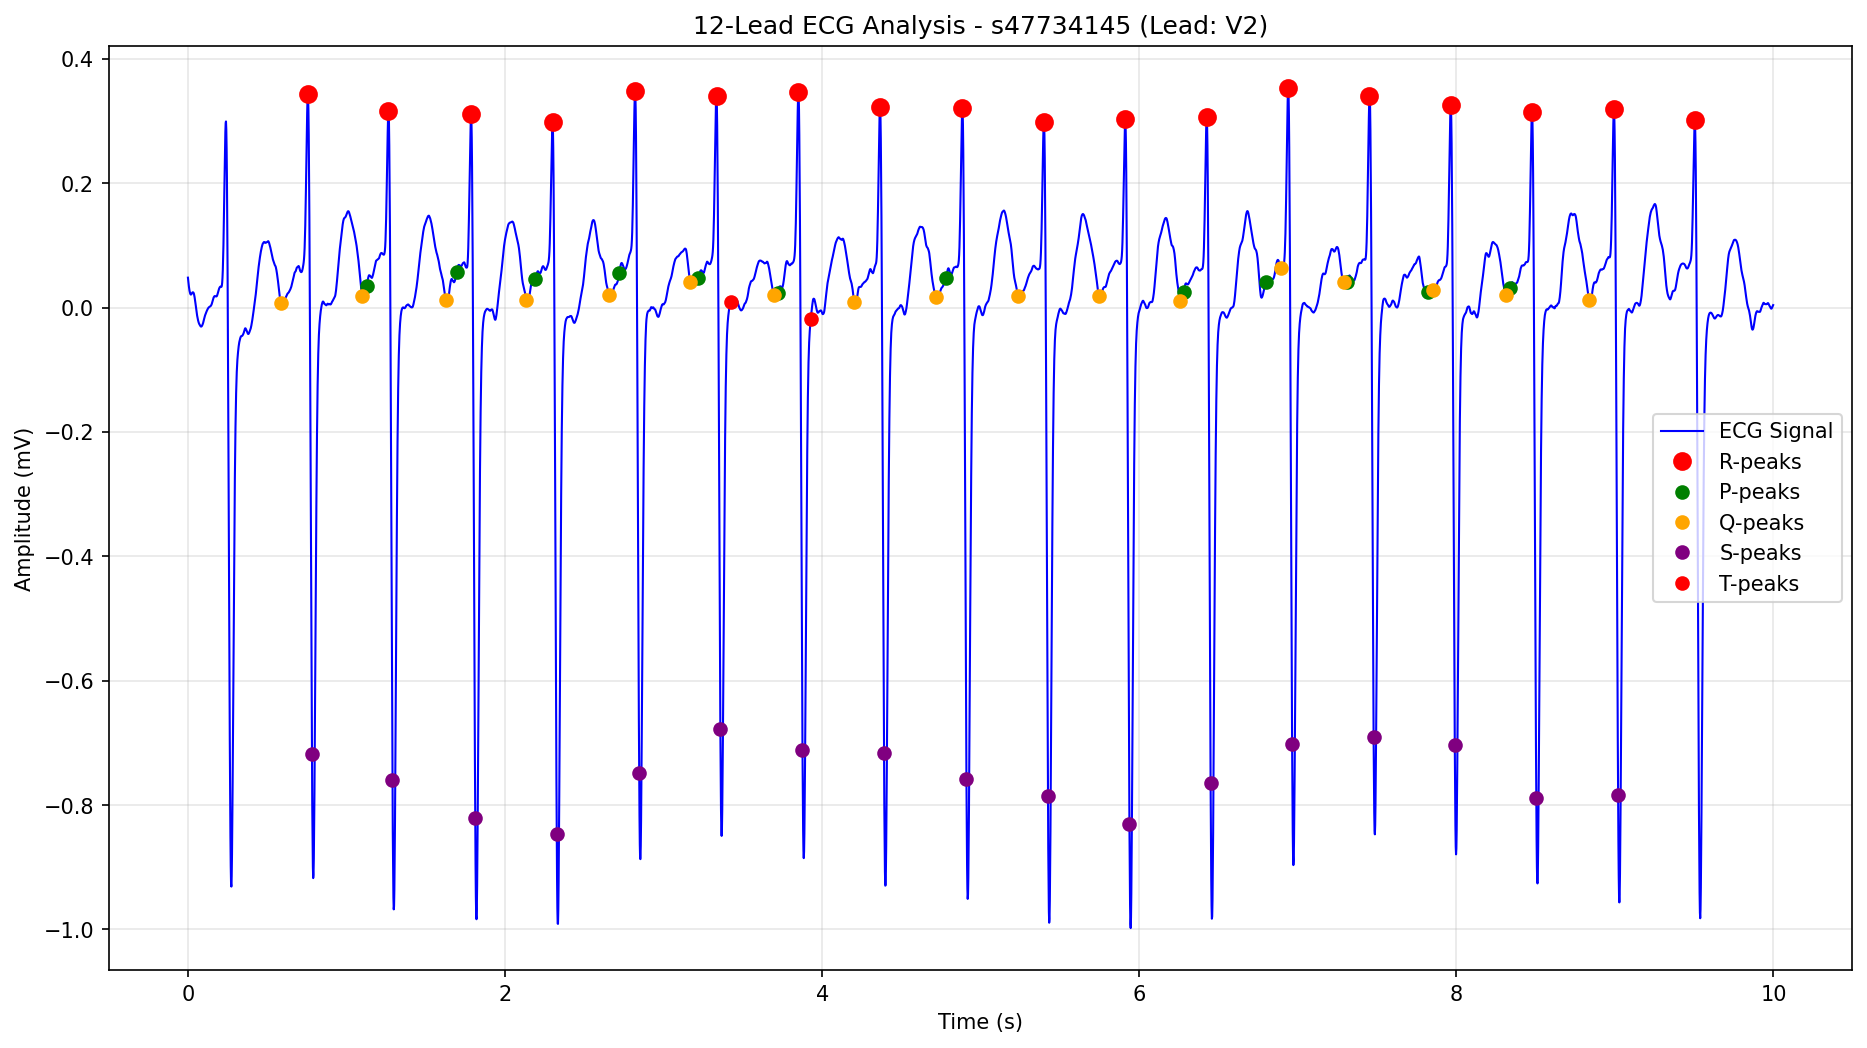 12-Lead ECG Analysis - s47734145 (Lead: V2)
Amplitude (mV)
0.4
0.2
0.0
−0.2
−0.4
−0.6
−0.8
−1.0
ECG Signal
R-peaks
P-peaks
Q-peaks
S-peaks
T-peaks
0 2 4 6 8 10
Time (s)